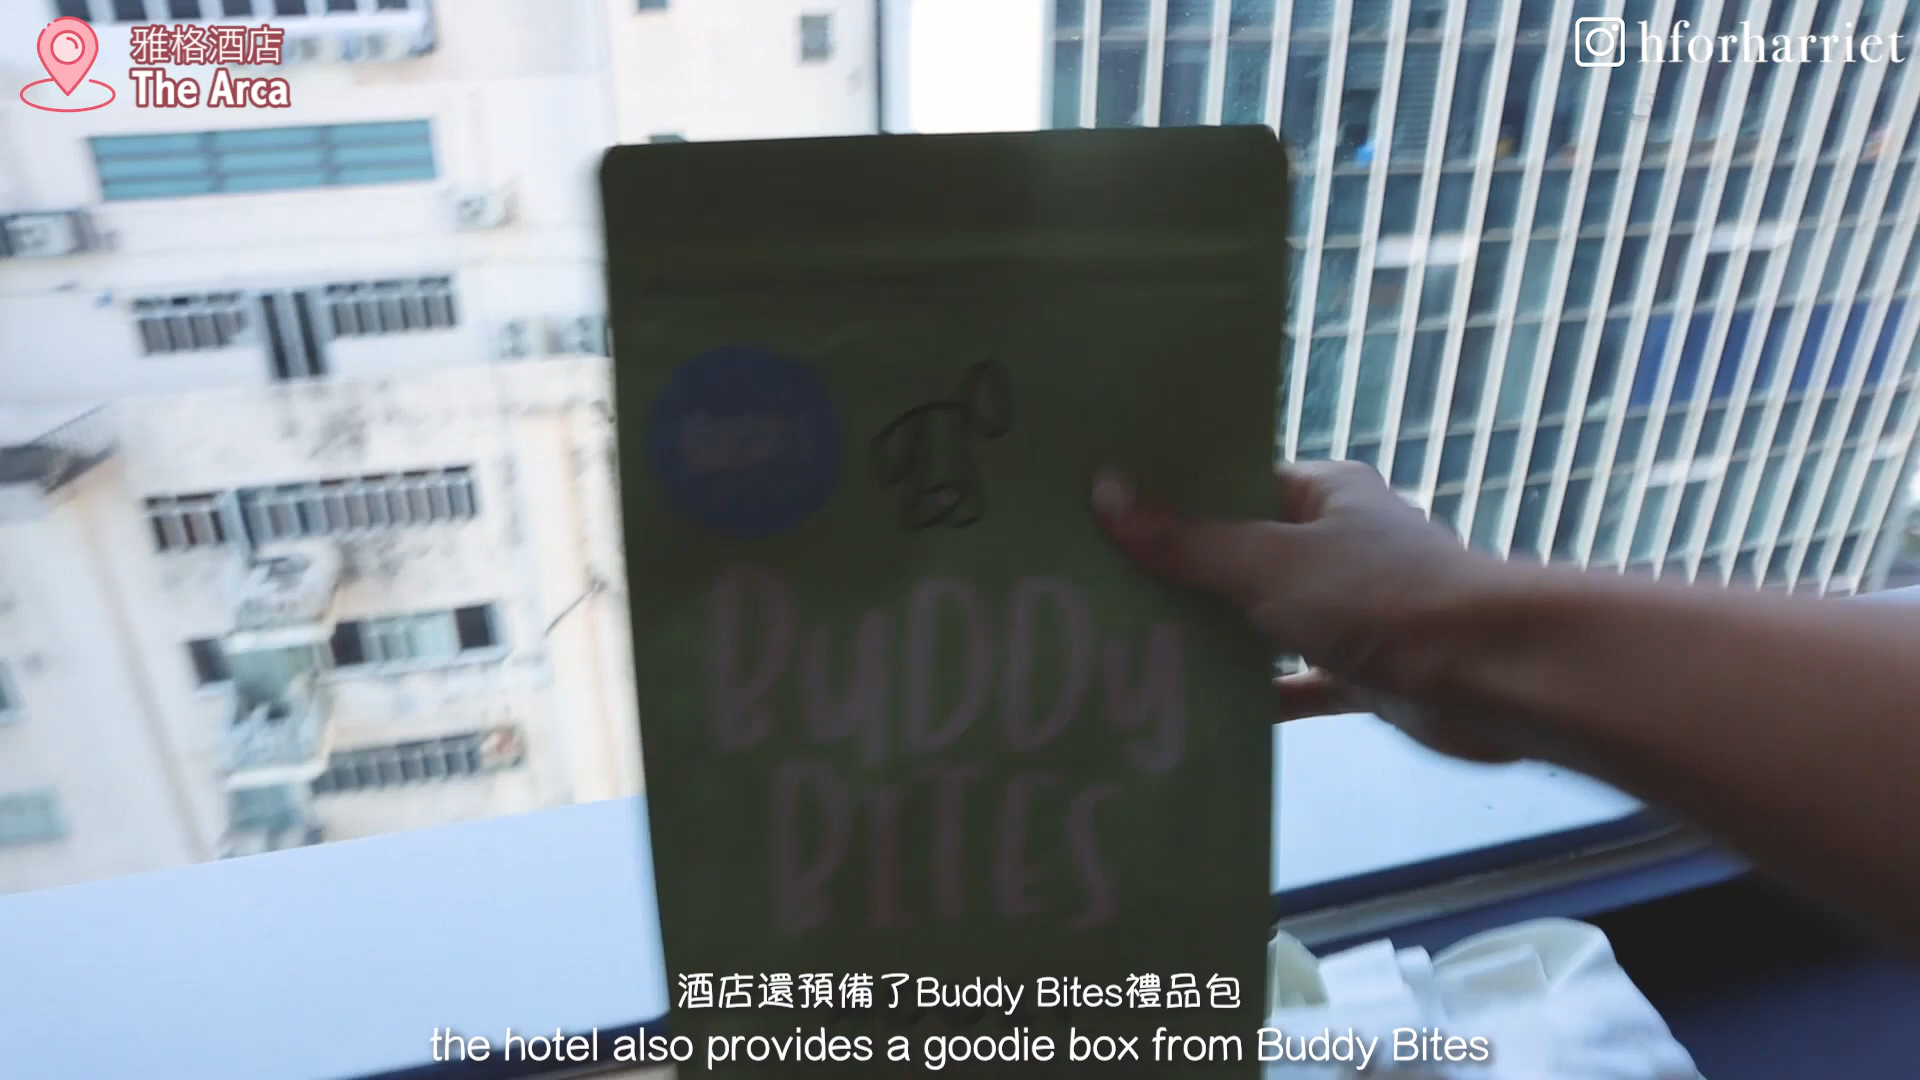 雅格酒店
The Arca
hforharriet
BuDDy
BITES
酒店還預備了Buddy Bites禮品包
the hotel also provides a goodie box from Buddy Bites